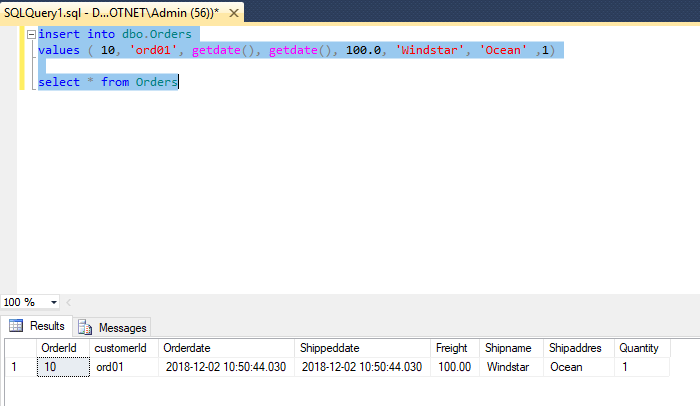 SQLQuery1.sql - D...OTNET\Admin (56))* ×
insert into dbo.Orders
values ( 10, 'ord01', getdate(), getdate(), 100.0, 'Windstar', 'Ocean' ,1)
select * from Orders
100 %
Results Messages
OrderId customerId Orderdate Shippeddate Freight Shipname Shipaddres Quantity
1 10 ord01 2018-12-02 10:50:44.030 2018-12-02 10:50:44.030 100.00 Windstar Ocean 1